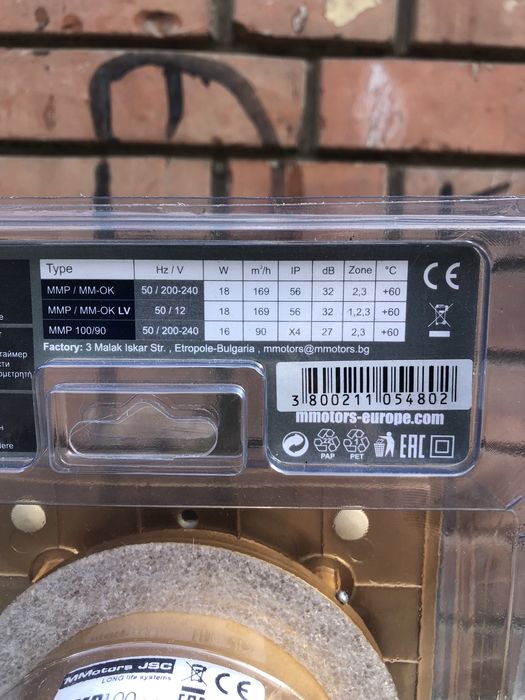 Type Hz / V W m³/h IP dB Zone °C
MMP / MM-OK 50 / 200-240 18 169 56 32 2,3 +60
MMP / MM-OK LV 50 / 12 18 169 56 32 1,2,3 +60
MMP 100/90 50 / 200-240 16 90 X4 27 2,3 +60
Factory: 3 Malak Iskar Str. , Etropole-Bulgaria , mmotors@mmotors.bg
CE
3 800211 054802
mmotors-europe.com
PAP PET EAC
MMotors JSC
LONG life systems
CE